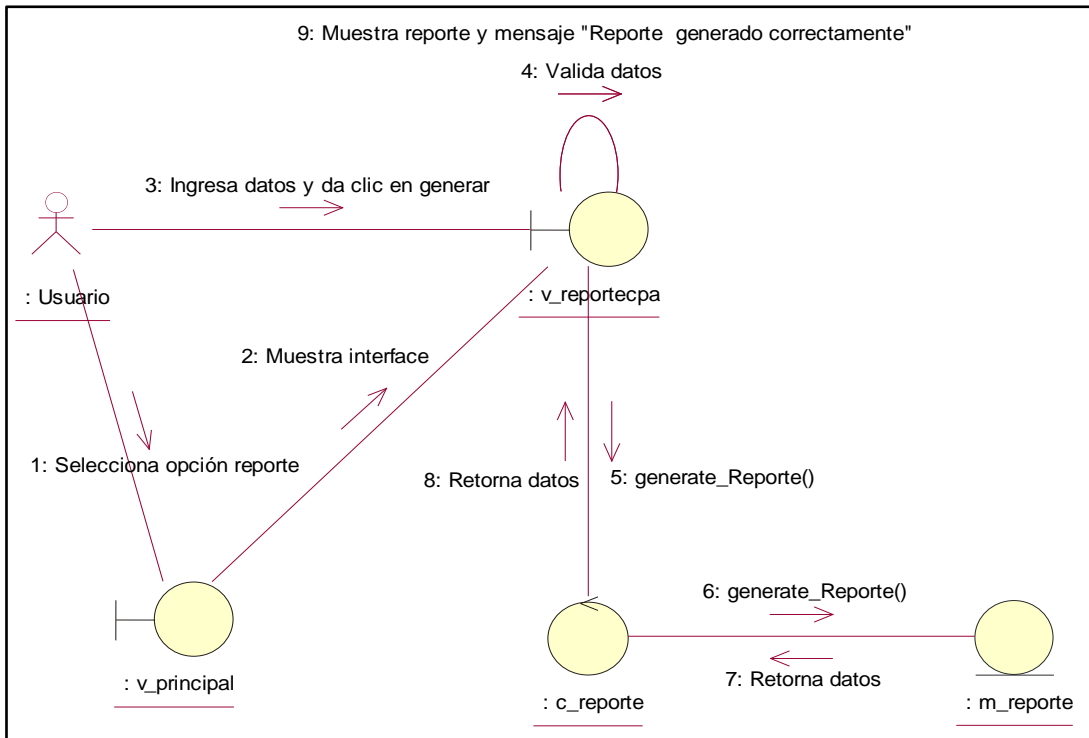 9: Muestra reporte y mensaje "Reporte generado correctamente"
4: Valida datos
3: Ingresa datos y da clic en generar
: Usuario
: v_reportecpa
2: Muestra interface
1: Selecciona opción reporte
8: Retorna datos
5: generate_Reporte()
6: generate_Reporte()
: v_principal
: c_reporte
7: Retorna datos
: m_reporte